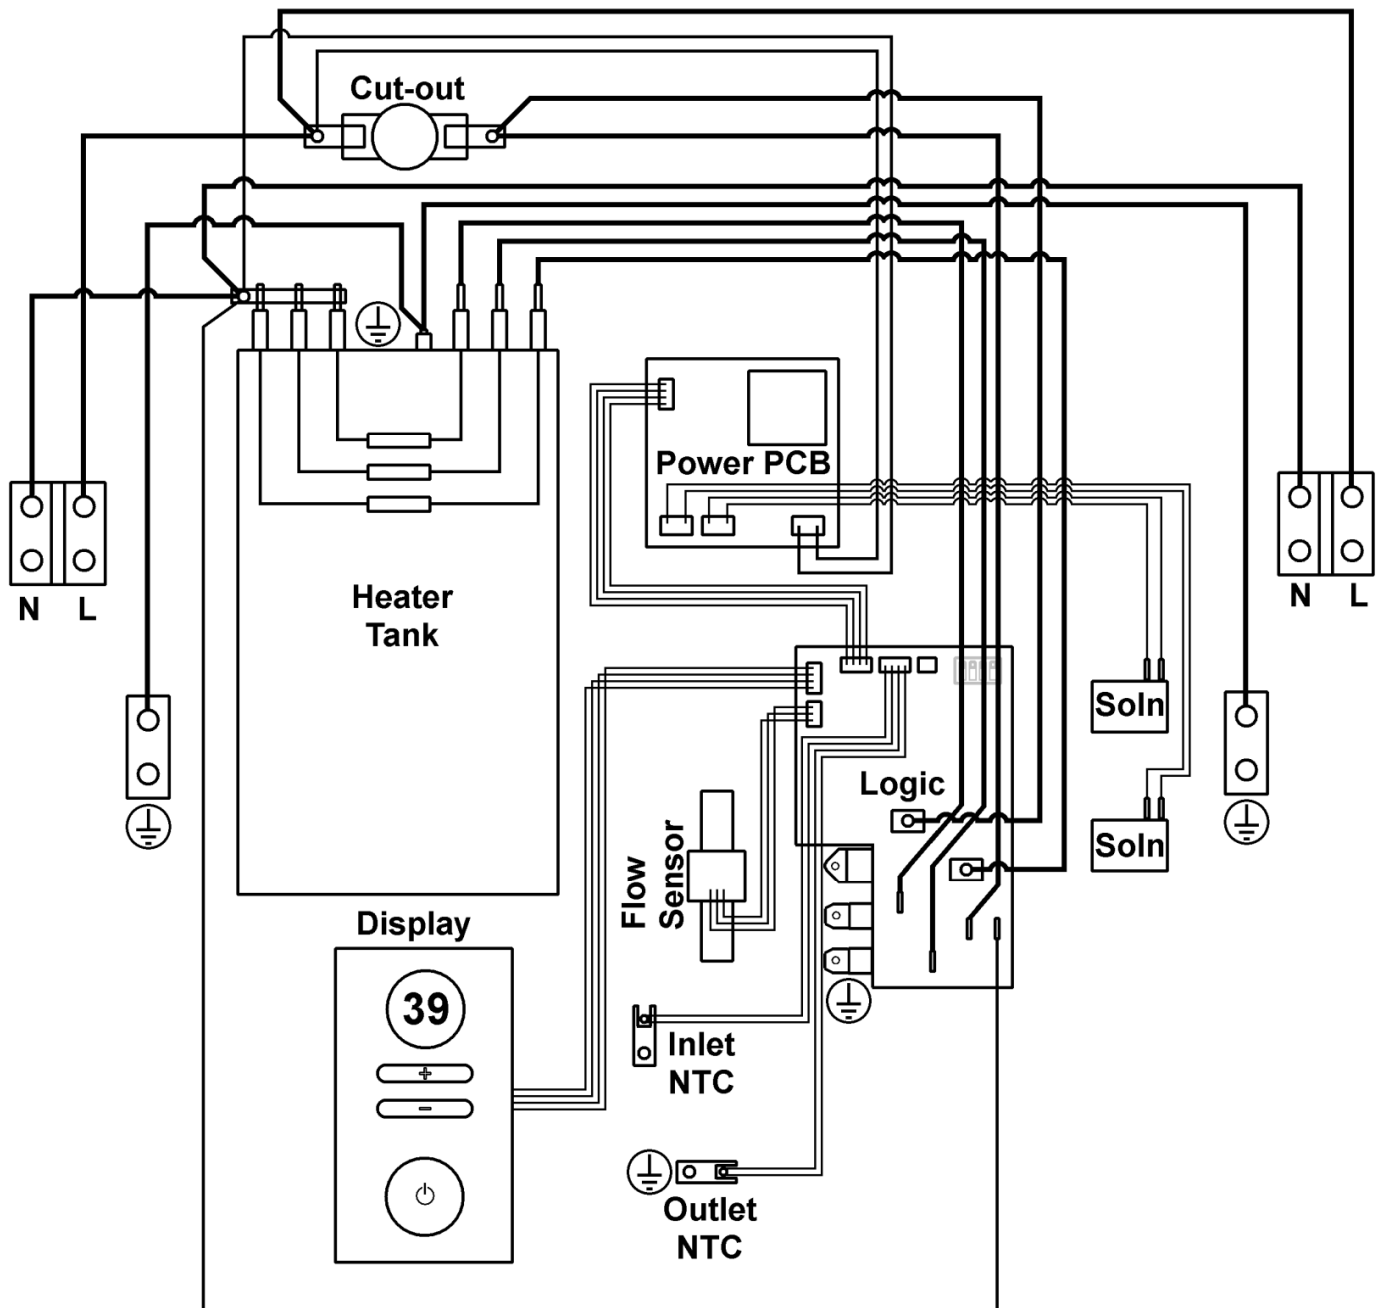 Cut-out
Power PCB
Heater
Tank
N
L
N
L
Soln
Logic
Soln
Flow
Sensor
Display
39
+
−
Inlet
NTC
Outlet
NTC